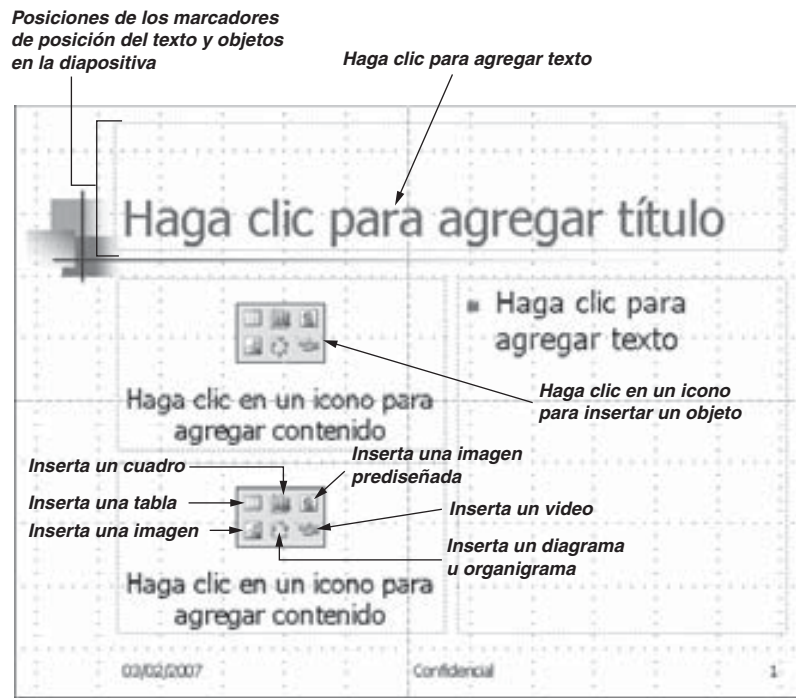 Posiciones de los marcadores
de posición del texto y objetos
en la diapositiva
Haga clic para agregar texto
Haga clic para agregar título
Haga clic para
agregar texto
Haga clic en un icono para
agregar contenido
Haga clic en un icono
para insertar un objeto
Inserta un cuadro
Inserta una imagen
prediseñada
Inserta una tabla
Inserta un video
Inserta una imagen
Inserta un diagrama
u organigrama
Haga clic en un icono para
agregar contenido
03/02/2007
Confidencial
1